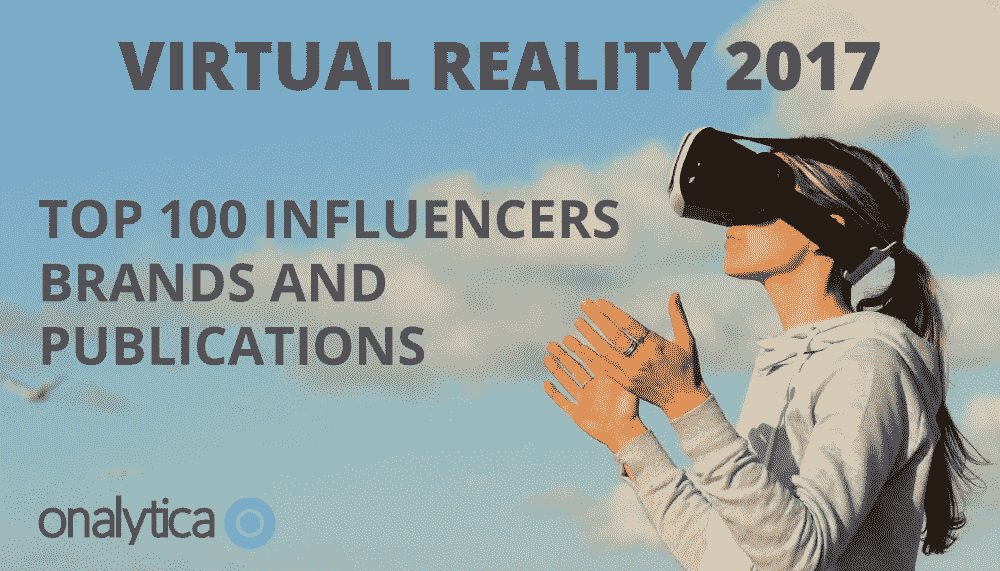 VIRTUAL REALITY 2017
TOP 100 INFLUENCERS
BRANDS AND
PUBLICATIONS
onalytica